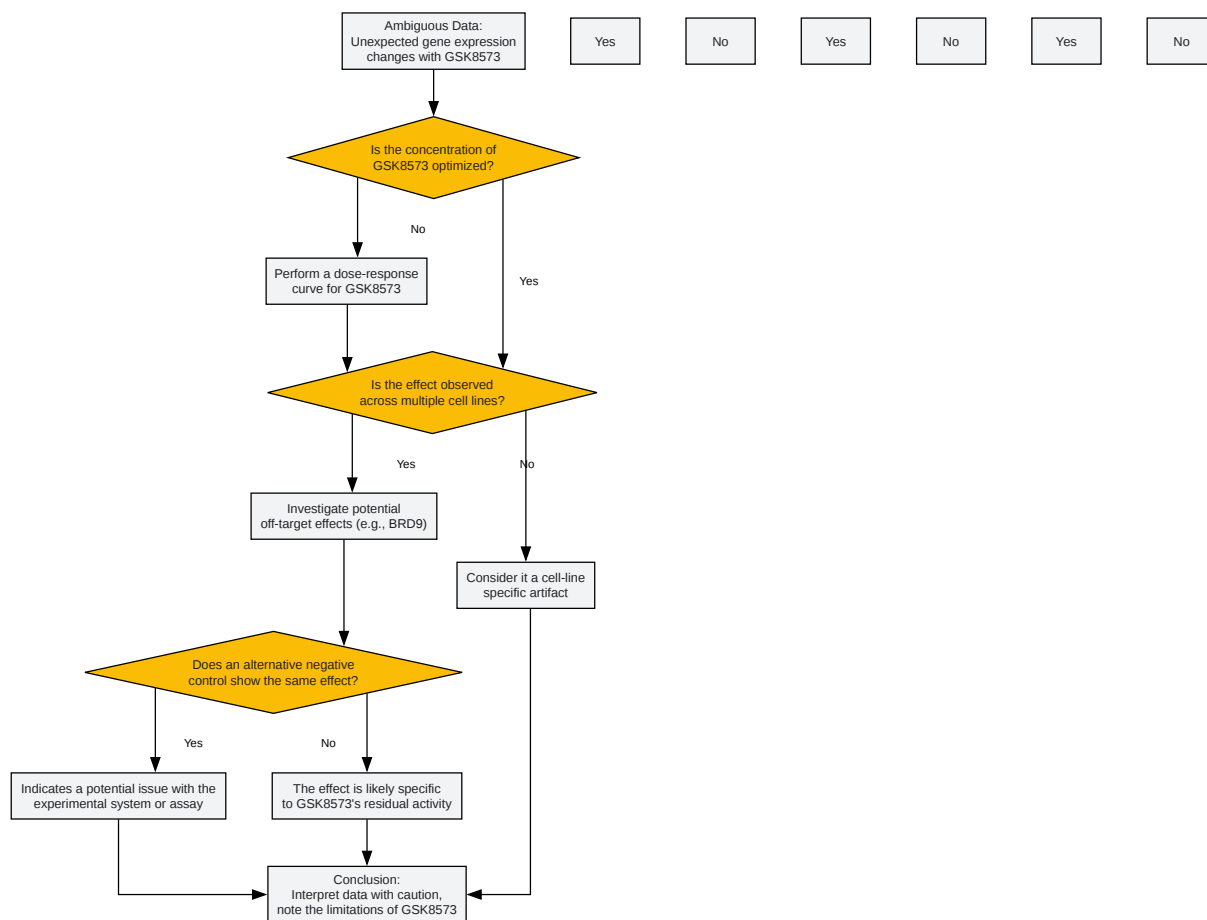 Ambiguous Data:
Unexpected gene expression
changes with GSK8573
Yes
No
Yes
No
Yes
No
Is the concentration of
GSK8573 optimized?
No
Perform a dose-response
curve for GSK8573
Yes
Is the effect observed
across multiple cell lines?
Yes
No
Investigate potential
off-target effects (e.g., BRD9)
Consider it a cell-line
specific artifact
Does an alternative negative
control show the same effect?
Yes
No
Indicates a potential issue with the
experimental system or assay
The effect is likely specific
to GSK8573's residual activity
Conclusion:
Interpret data with caution,
note the limitations of GSK8573